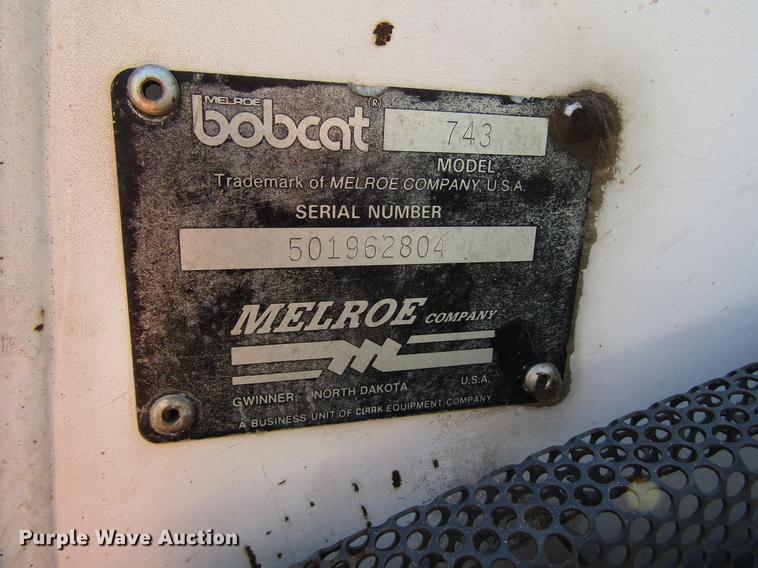 MELROE
bobcat® 743
MODEL
Trademark of MELROE COMPANY, U.S.A.
SERIAL NUMBER
501962804
MELROE COMPANY
GWINNER, NORTH DAKOTA U.S.A.
A BUSINESS UNIT OF CLARK EQUIPMENT COMPANY
Purple Wave Auction